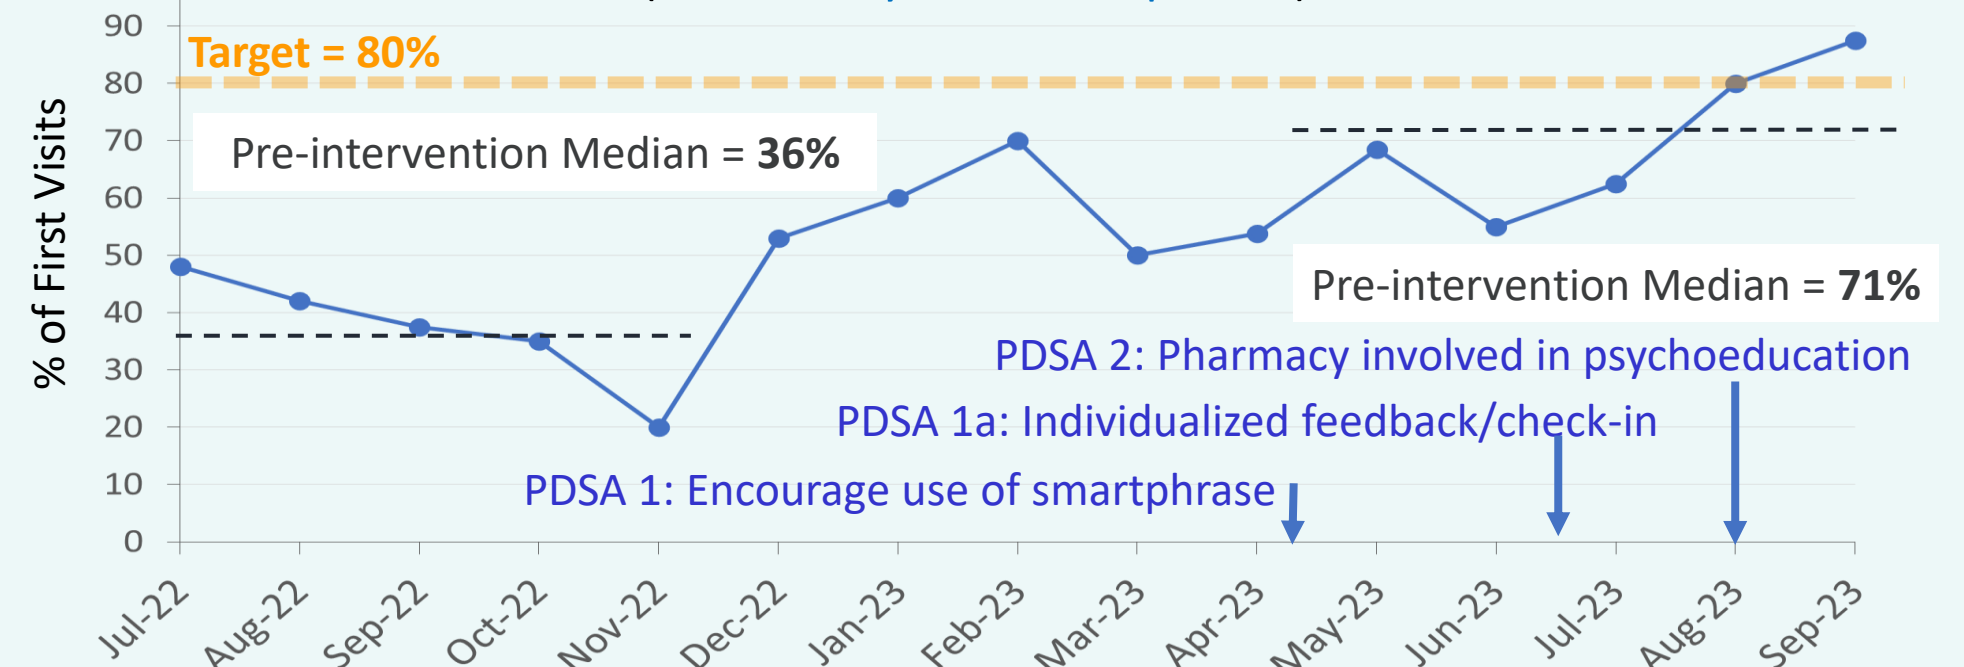 90
Target = 80%
80
Pre-intervention Median = 36%
70
60
50
Pre-intervention Median = 71%
40
PDSA 2: Pharmacy involved in psychoeducation
30
PDSA 1a: Individualized feedback/check-in
20
PDSA 1: Encourage use of smartphrase
10
0
% of First Visits
Jul-22
Aug-22
Sep-22
Oct-22
Nov-22
Dec-22
Jan-23
Feb-23
Mar-23
Apr-23
May-23
Jun-23
Jul-23
Aug-23
Sep-23